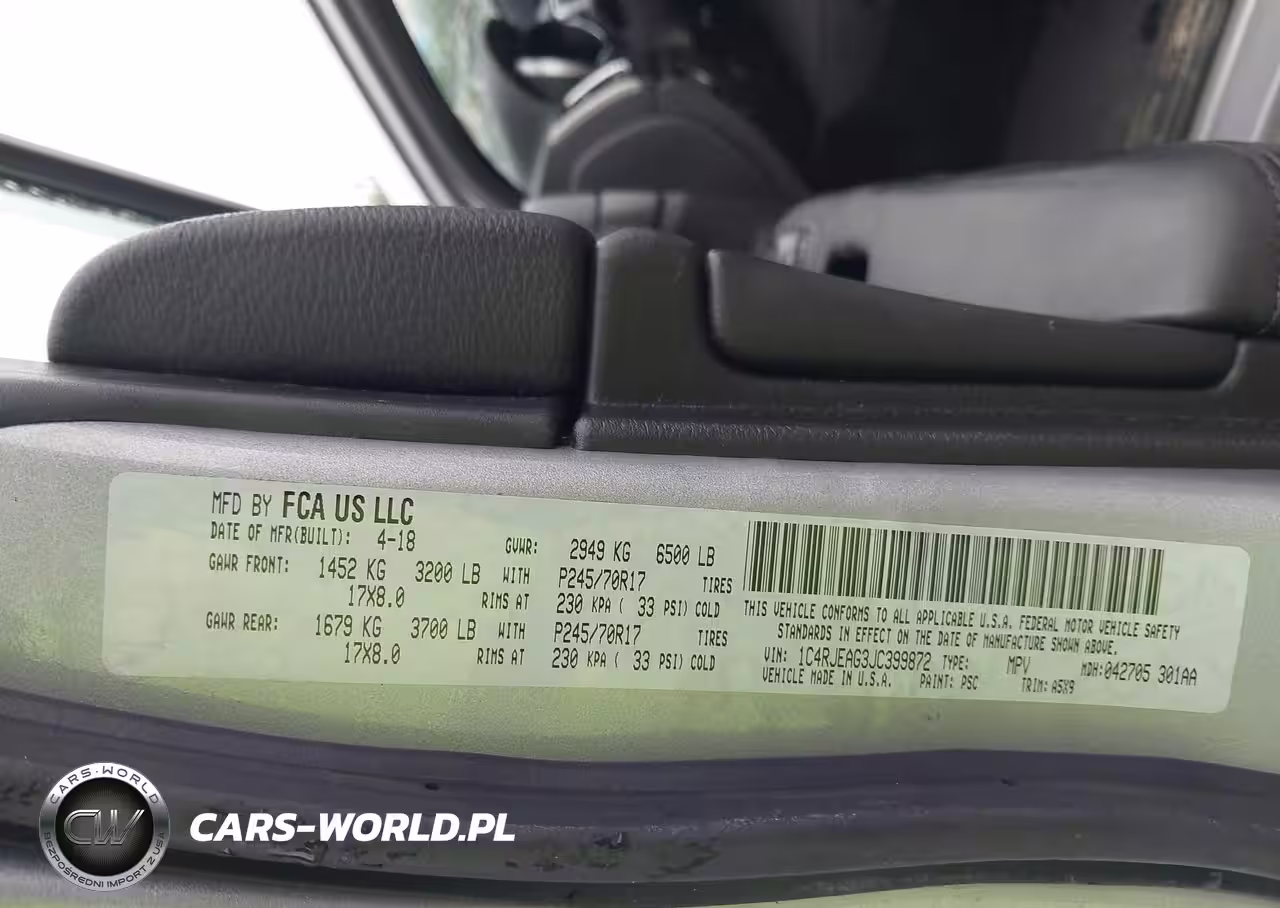 MFD BY FCA US LLC
DATE OF MFR(BUILT): 4-18 GVWR: 2949 KG 6500 LB
GAWR FRONT: 1452 KG 3200 LB WITH P245/70R17 TIRES
17X8.0 RIMS AT 230 KPA ( 33 PSI) COLD
GAWR REAR: 1679 KG 3700 LB WITH P245/70R17 TIRES
17X8.0 RIMS AT 230 KPA ( 33 PSI) COLD
THIS VEHICLE CONFORMS TO ALL APPLICABLE U.S.A. FEDERAL MOTOR VEHICLE SAFETY
STANDARDS IN EFFECT ON THE DATE OF MANUFACTURE SHOWN ABOVE.
VIN: 1C4RJEAG3JC399872 TYPE: MPV MDH:042705 301AA
VEHICLE MADE IN U.S.A. PAINT: PSC TRIM: A5X9
CARS-WORLD
CW
BEZPOŚREDNI IMPORT Z USA
CARS-WORLD.PL